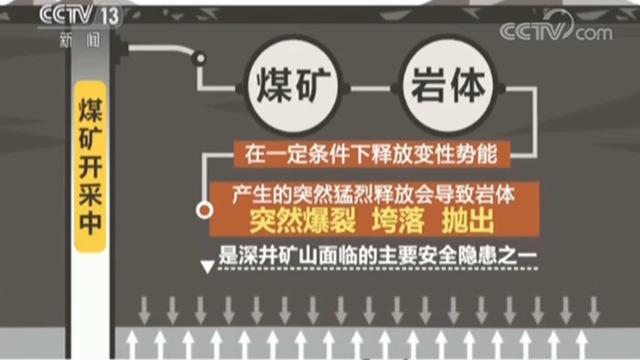 CCTV 13
新闻
CCTV.com
煤矿开采中
煤矿
岩体
在一定条件下释放变性势能
产生的突然猛烈释放会导致岩体
突然爆裂 垮落 抛出
是深井矿山面临的主要安全隐患之一